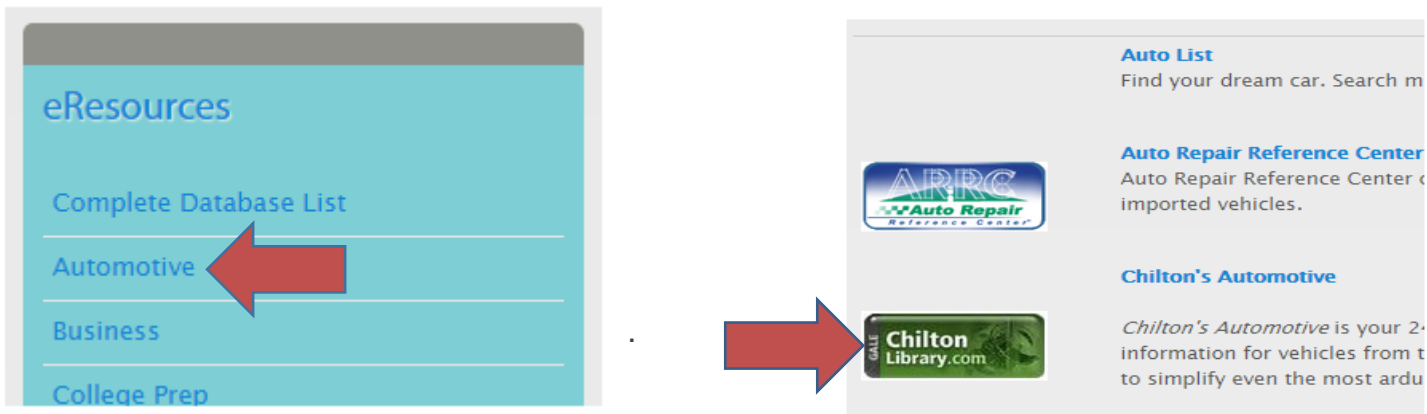 eResources
Complete Database List
Automotive
Business
College Prep
.
Auto List
Find your dream car. Search m
ARRC
Auto Repair
Reference Center
Auto Repair Reference Center
Auto Repair Reference Center
imported vehicles.
GALE
Chilton
Library.com
Chilton's Automotive
Chilton's Automotive is your 2
information for vehicles from t
to simplify even the most ardu